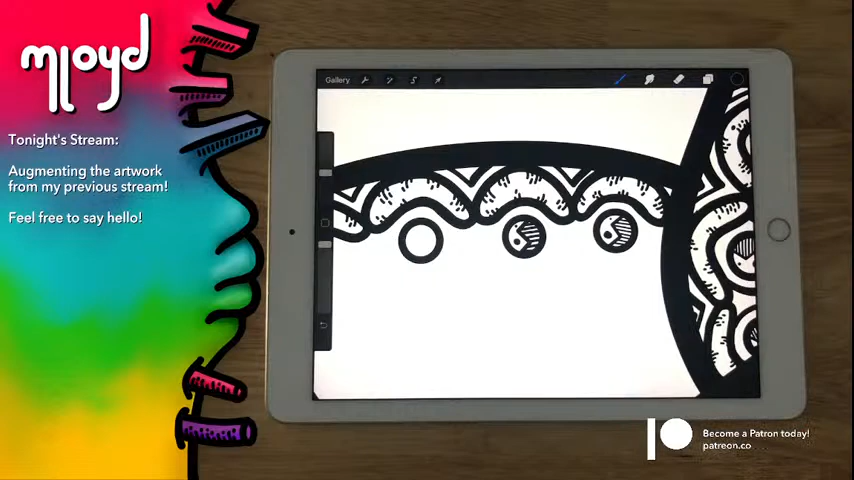 mloyd
Tonight's Stream:
Augmenting the artwork
from my previous stream!
Feel free to say hello!
Gallery
Become a Patron today!
patreon.co